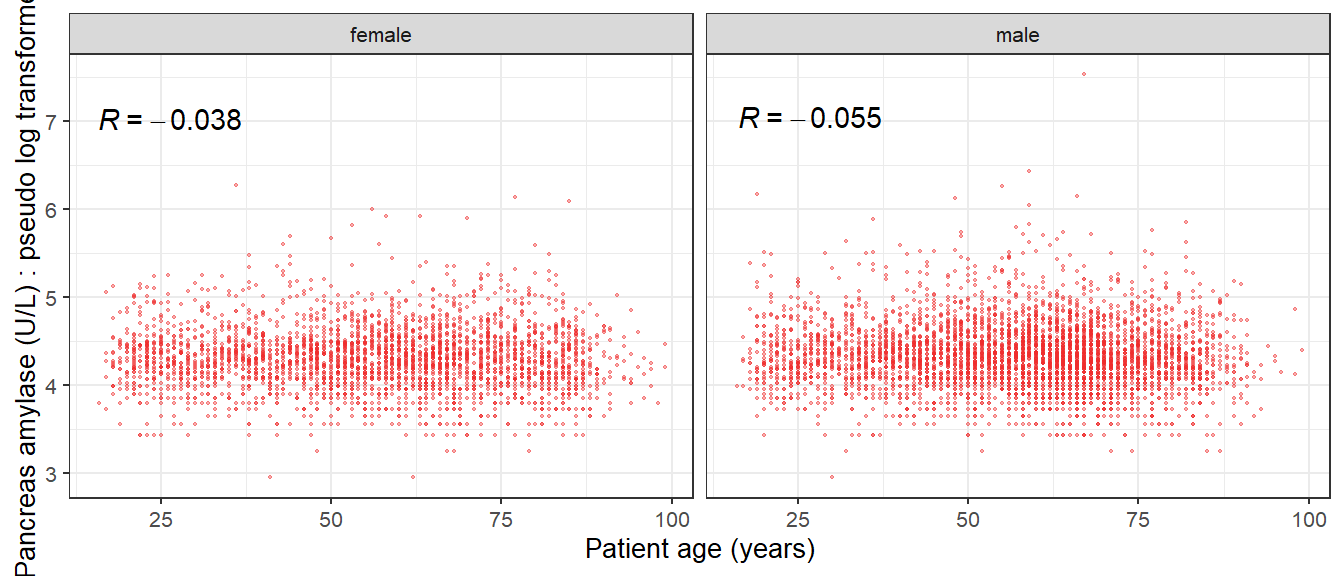 female
male
R = −0.038
R = −0.055
7
6
5
4
3
Pancreas amylase (U/L) : pseudo log transforme
25 50 75 100
25 50 75 100
Patient age (years)